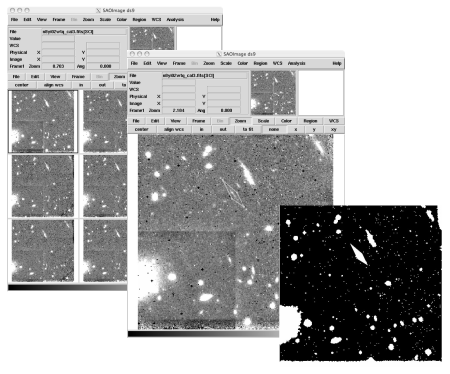 SAOImage ds9
File Edit View Frame Bin Zoom Scale Color Region WCS Analysis Help
File
Value
WCS
Physical X Y
Image X Y
Frame1 Zoom 0.703 Ang 0.000
File Edit View Frame Bin Zoom
center align wcs in out to
SAOImage ds9
File Edit View Frame Bin Zoom Scale Color Region WCS Analysis Help
File
Value
WCS
Physical X Y
Image X Y
Frame1 Zoom Ang 0.000
File Edit View Frame Bin Zoom Scale Color Region WCS
center align wcs in out to fit none x y xy